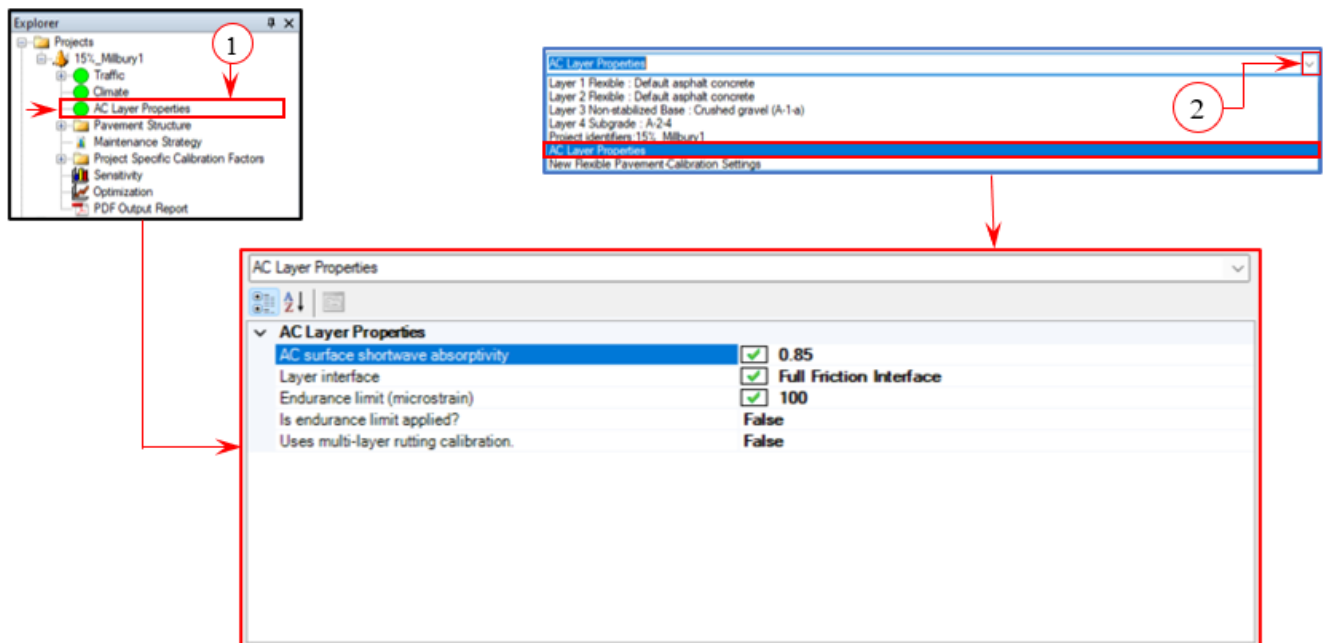 Explorer
Projects
15%_Milbury1
Traffic
Climate
AC Layer Properties
Pavement Structure
Maintenance Strategy
Project Specific Calibration Factors
Sensitivity
Optimization
PDF Output Report
1
AC Layer Properties
Layer 1 Flexible : Default asphalt concrete
Layer 2 Flexible : Default asphalt concrete
Layer 3 Non-stabilized Base : Crushed gravel (A-1-a)
Layer 4 Subgrade : A-2-4
Project identifiers:15%_Millbury1
AC Layer Properties
New Flexible Pavement-Calibration Settings
2
AC Layer Properties
AC Layer Properties
AC surface shortwave absorptivity 0.85
Layer interface Full Friction Interface
Endurance limit (microstrain) 100
Is endurance limit applied? False
Uses multi-layer rutting calibration. False